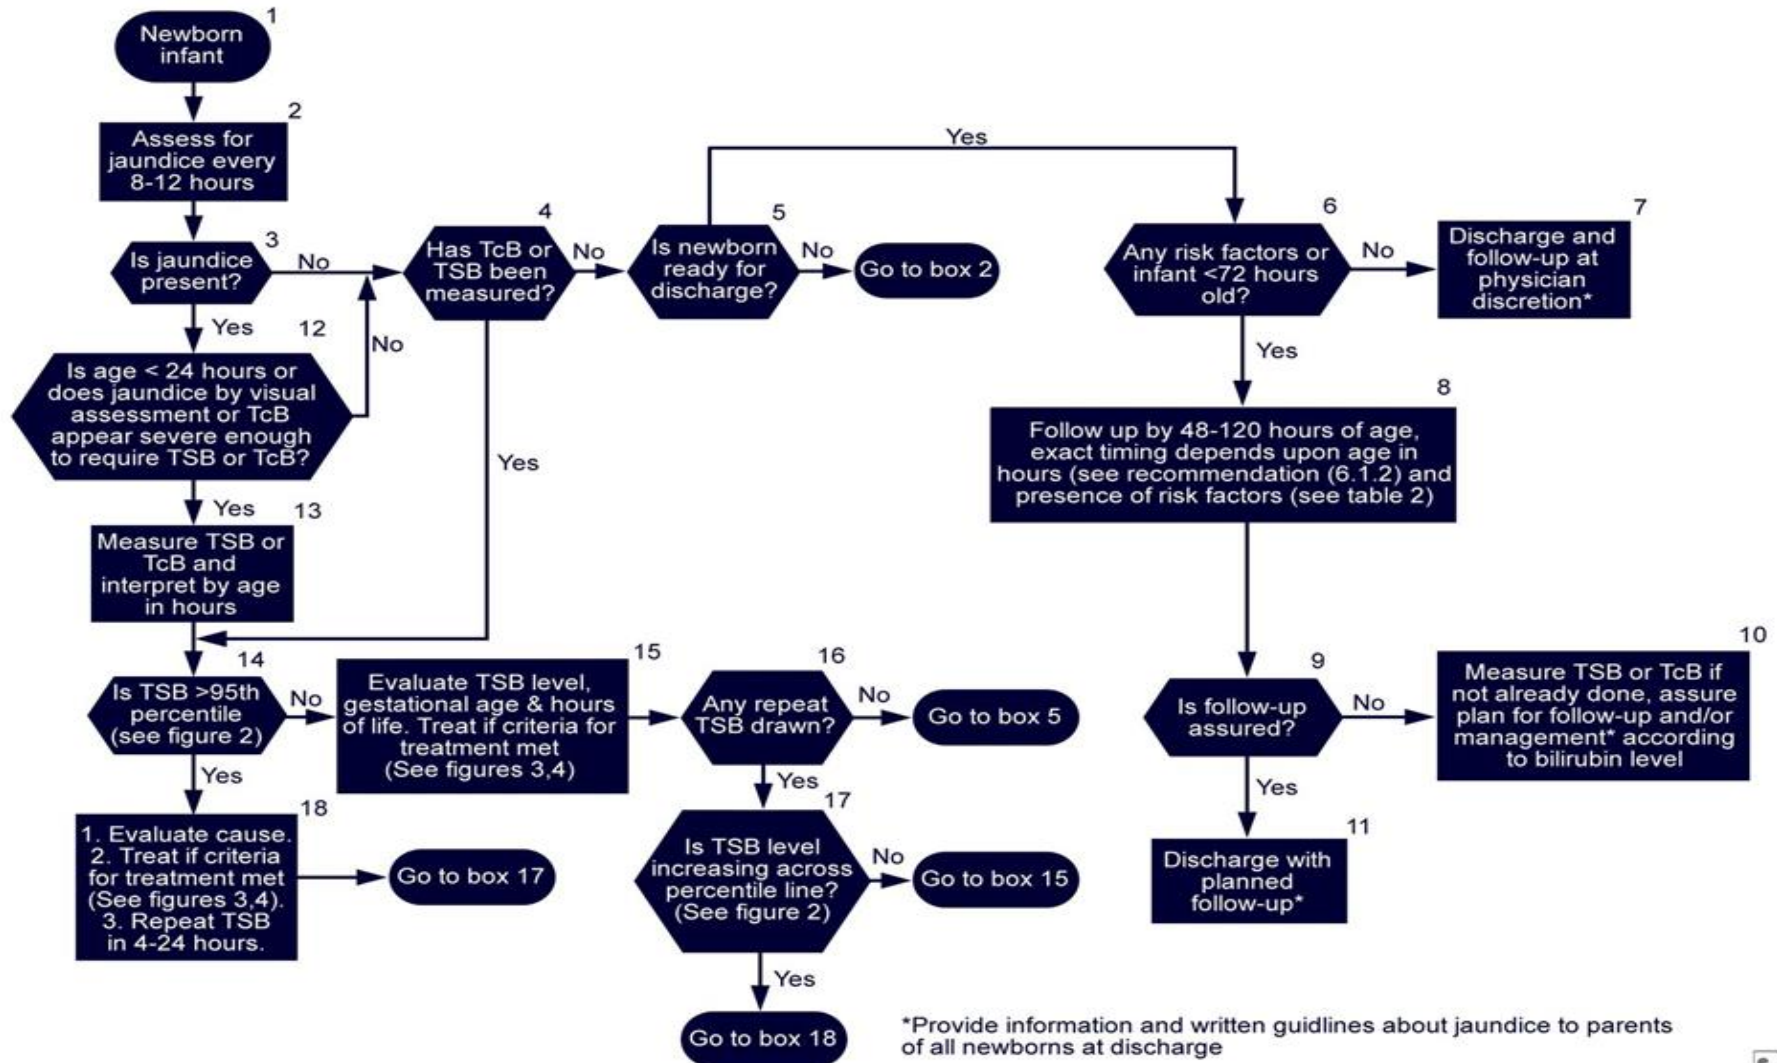 1
Newborn
infant
2
Assess for
jaundice every
8-12 hours
3
Is jaundice
present?
No
Yes
4
Has TcB or
TSB been
measured?
No
Yes
5
Is newborn
ready for
discharge?
Yes
No
Go to box 2
6
Any risk factors or
infant <72 hours
old?
No
Yes
7
Discharge and
follow-up at
physician
discretion*
8
Follow up by 48-120 hours of age,
exact timing depends upon age in
hours (see recommendation (6.1.2) and
presence of risk factors (see table 2)
9
Is follow-up
assured?
No
Yes
10
Measure TSB or TcB if
not already done, assure
plan for follow-up and/or
management* according
to bilirubin level
11
Discharge with
planned
follow-up*
12
Is age < 24 hours or
does jaundice by visual
assessment or TcB
appear severe enough
to require TSB or TcB?
No
Yes
13
Measure TSB or
TcB and
interpret by age
in hours
14
Is TSB >95th
percentile
(see figure 2)
No
Yes
15
Evaluate TSB level,
gestational age & hours
of life. Treat if criteria for
treatment met
(See figures 3,4)
16
Any repeat
TSB drawn?
No
Go to box 5
Yes
17
Is TSB level
increasing across
percentile line?
(See figure 2)
No
Go to box 15
Yes
Go to box 18
18
1. Evaluate cause.
2. Treat if criteria
for treatment met
(See figures 3,4).
3. Repeat TSB
in 4-24 hours.
Go to box 17
*Provide information and written guidlines about jaundice to parents
of all newborns at discharge